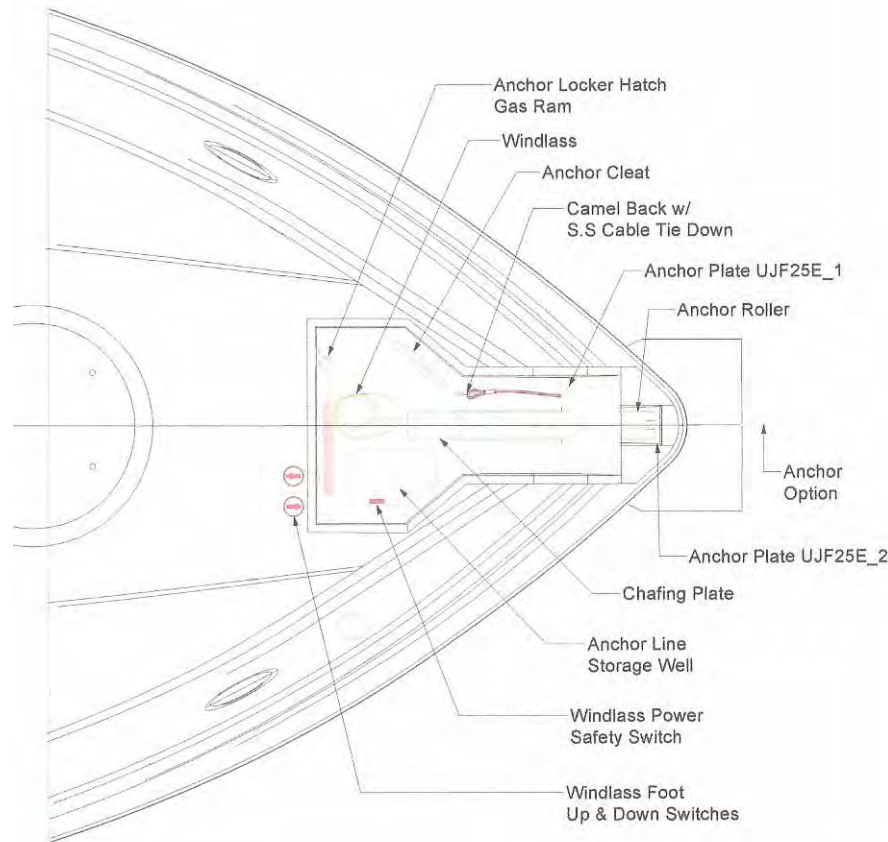 Anchor Locker Hatch
Gas Ram
Windlass
Anchor Cleat
Camel Back w/
S.S Cable Tie Down
Anchor Plate UJF25E_1
Anchor Roller
Anchor
Option
Anchor Plate UJF25E_2
Chafing Plate
Anchor Line
Storage Well
Windlass Power
Safety Switch
Windlass Foot
Up & Down Switches